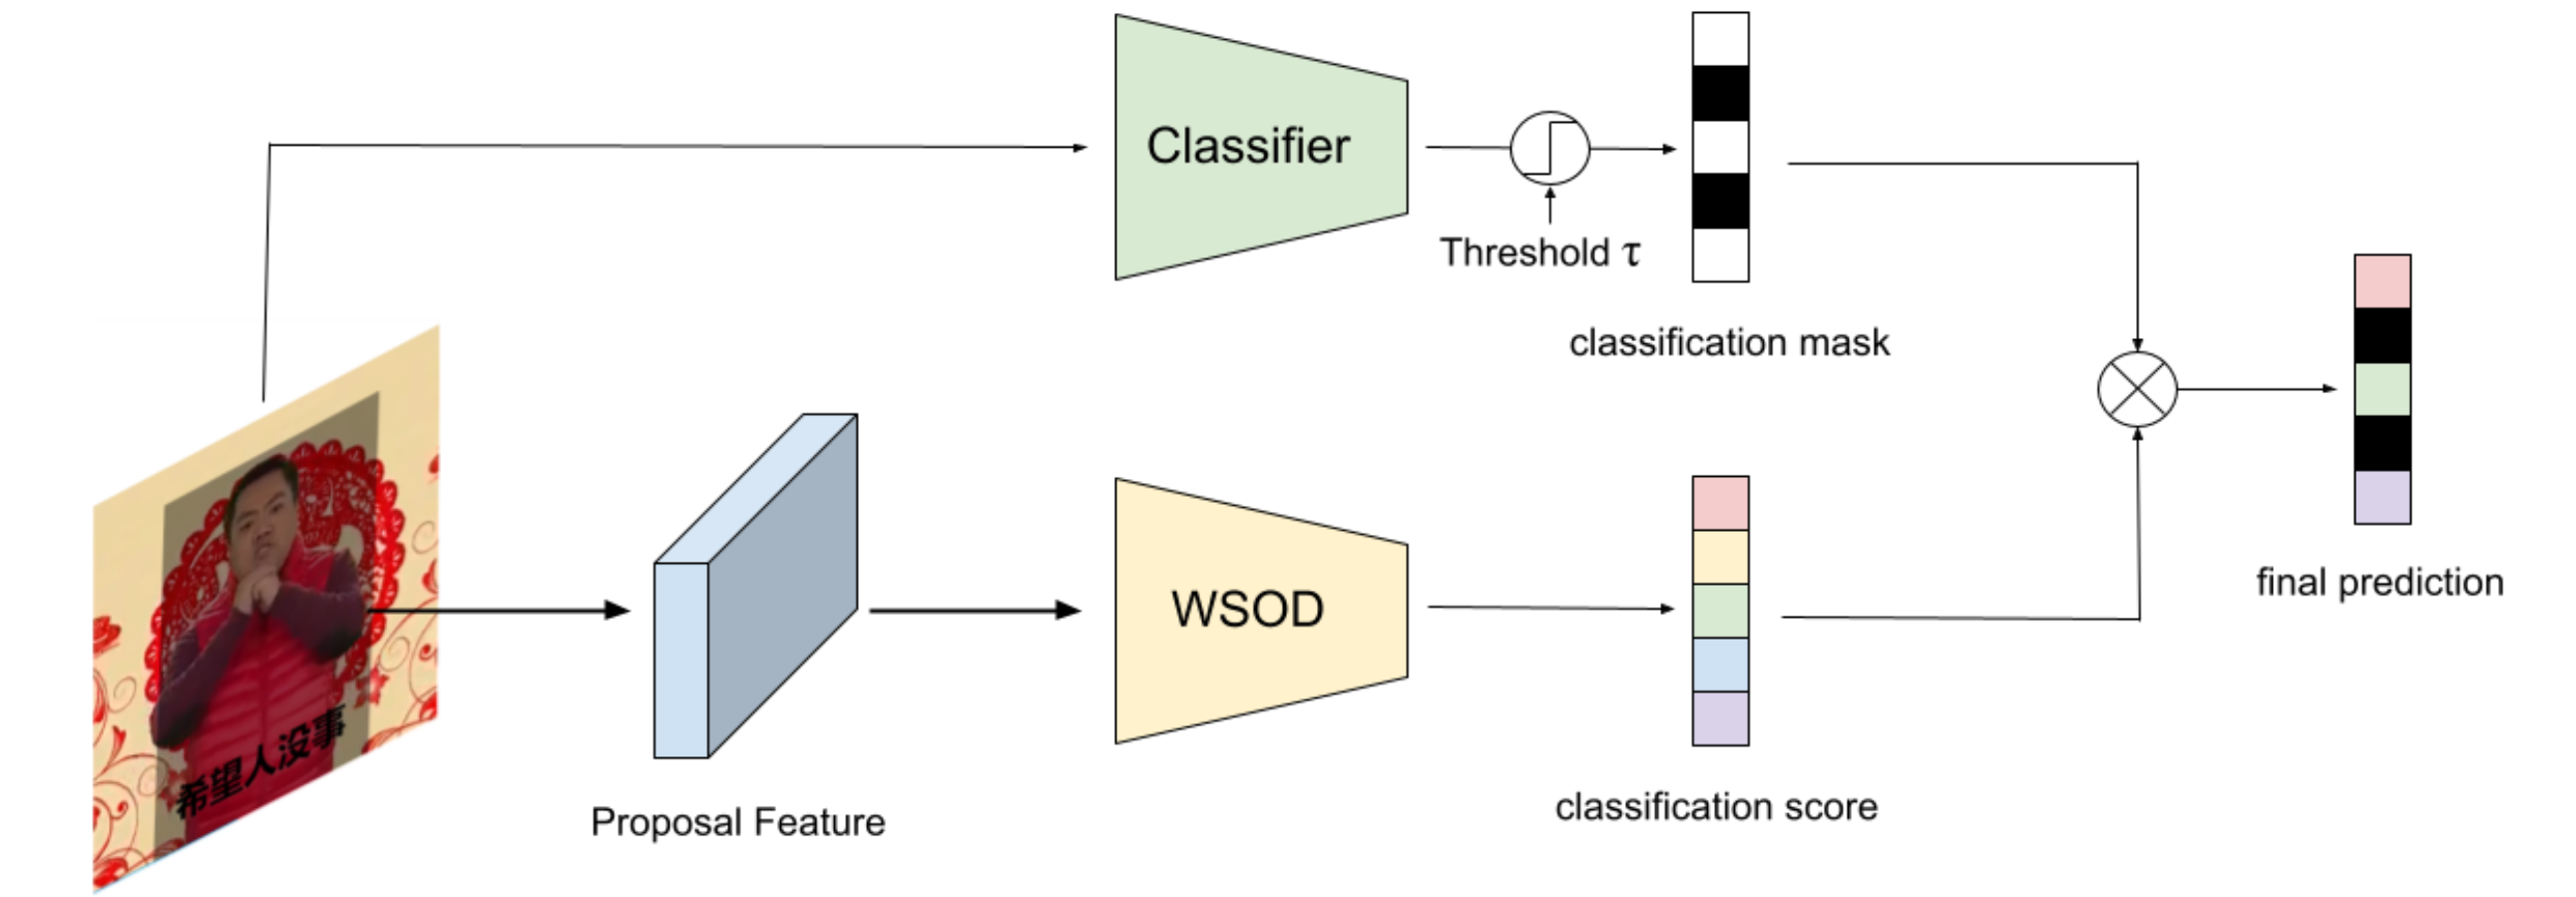 Classifier
Threshold τ
classification mask
希望人没事
Proposal Feature
WSOD
classification score
final prediction